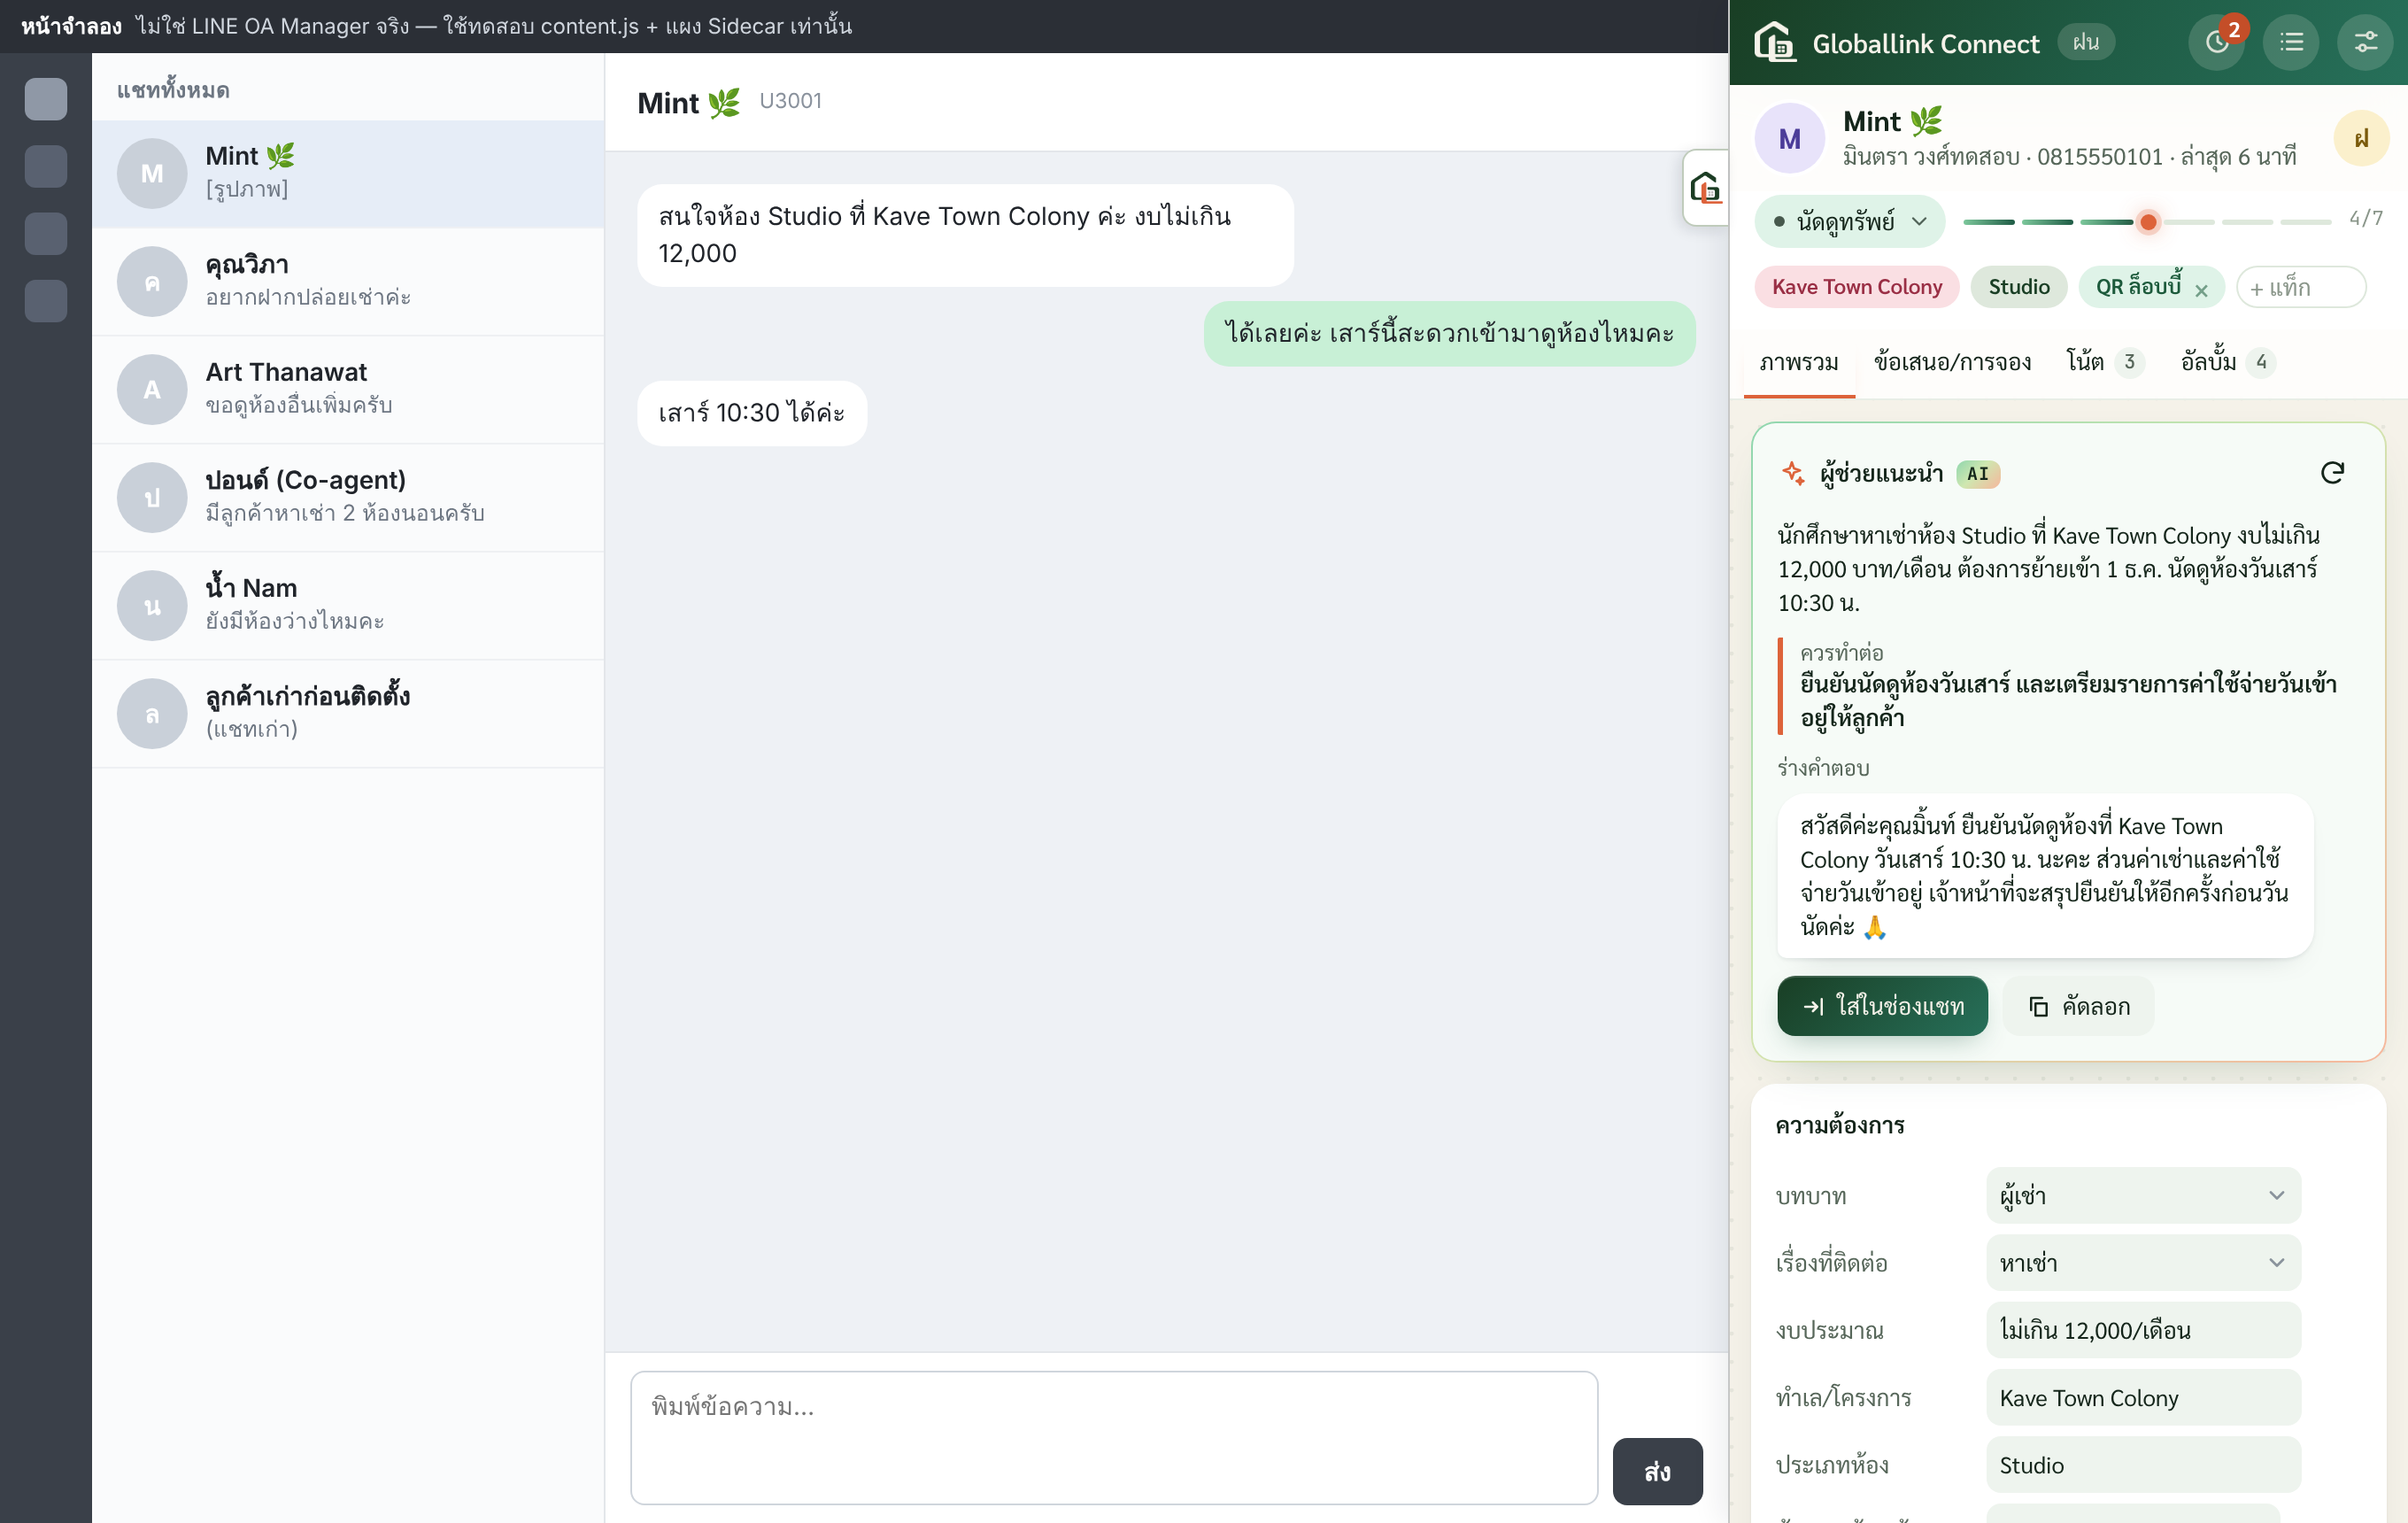 หน้าจำลอง ไม่ใช่ LINE OA Manager จริง — ใช้ทดสอบ content.js + แผง Sidecar เท่านั้น
แชททั้งหมด
M
Mint 🌿
[รูปภาพ]
ค
คุณวิภา
อยากฝากปล่อยเช่าค่ะ
A
Art Thanawat
ขอดูห้องอื่นเพิ่มครับ
ป
ปอนด์ (Co-agent)
มีลูกค้าหาเช่า 2 ห้องนอนครับ
น
น้ำ Nam
ยังมีห้องว่างไหมคะ
ล
ลูกค้าเก่าก่อนติดตั้ง
(แชทเก่า)
Mint 🌿 U3001
สนใจห้อง Studio ที่ Kave Town Colony ค่ะ งบไม่เกิน
12,000
ได้เลยค่ะ เสาร์นี้สะดวกเข้ามาดูห้องไหมคะ
เสาร์ 10:30 ได้ค่ะ
พิมพ์ข้อความ...
ส่ง
Globallink Connect ฝน 2
M
Mint 🌿
มินตรา วงศ์ทดสอบ · 0815550101 · ล่าสุด 6 นาที
ฝ
นัดดูทรัพย์ 4/7
Kave Town Colony Studio QR ล็อบบี้ × + แท็ก
ภาพรวม ข้อเสนอ/การจอง โน้ต 3 อัลบั้ม 4
ผู้ช่วยแนะนำ AI
นักศึกษาหาเช่าห้อง Studio ที่ Kave Town Colony งบไม่เกิน
12,000 บาท/เดือน ต้องการย้ายเข้า 1 ธ.ค. นัดดูห้องวันเสาร์
10:30 น.
ควรทำต่อ
ยืนยันนัดดูห้องวันเสาร์ และเตรียมรายการค่าใช้จ่ายวันเข้า
อยู่ให้ลูกค้า
ร่างคำตอบ
สวัสดีค่ะคุณมิ้นท์ ยืนยันนัดดูห้องที่ Kave Town
Colony วันเสาร์ 10:30 น. นะคะ ส่วนค่าเช่าและค่าใช้
จ่ายวันเข้าอยู่ เจ้าหน้าที่จะสรุปยืนยันให้อีกครั้งก่อนวัน
นัดค่ะ 🙏
ใส่ในช่องแชท คัดลอก
ความต้องการ
บทบาท ผู้เช่า
เรื่องที่ติดต่อ หาเช่า
งบประมาณ ไม่เกิน 12,000/เดือน
ทำเล/โครงการ Kave Town Colony
ประเภทห้อง Studio